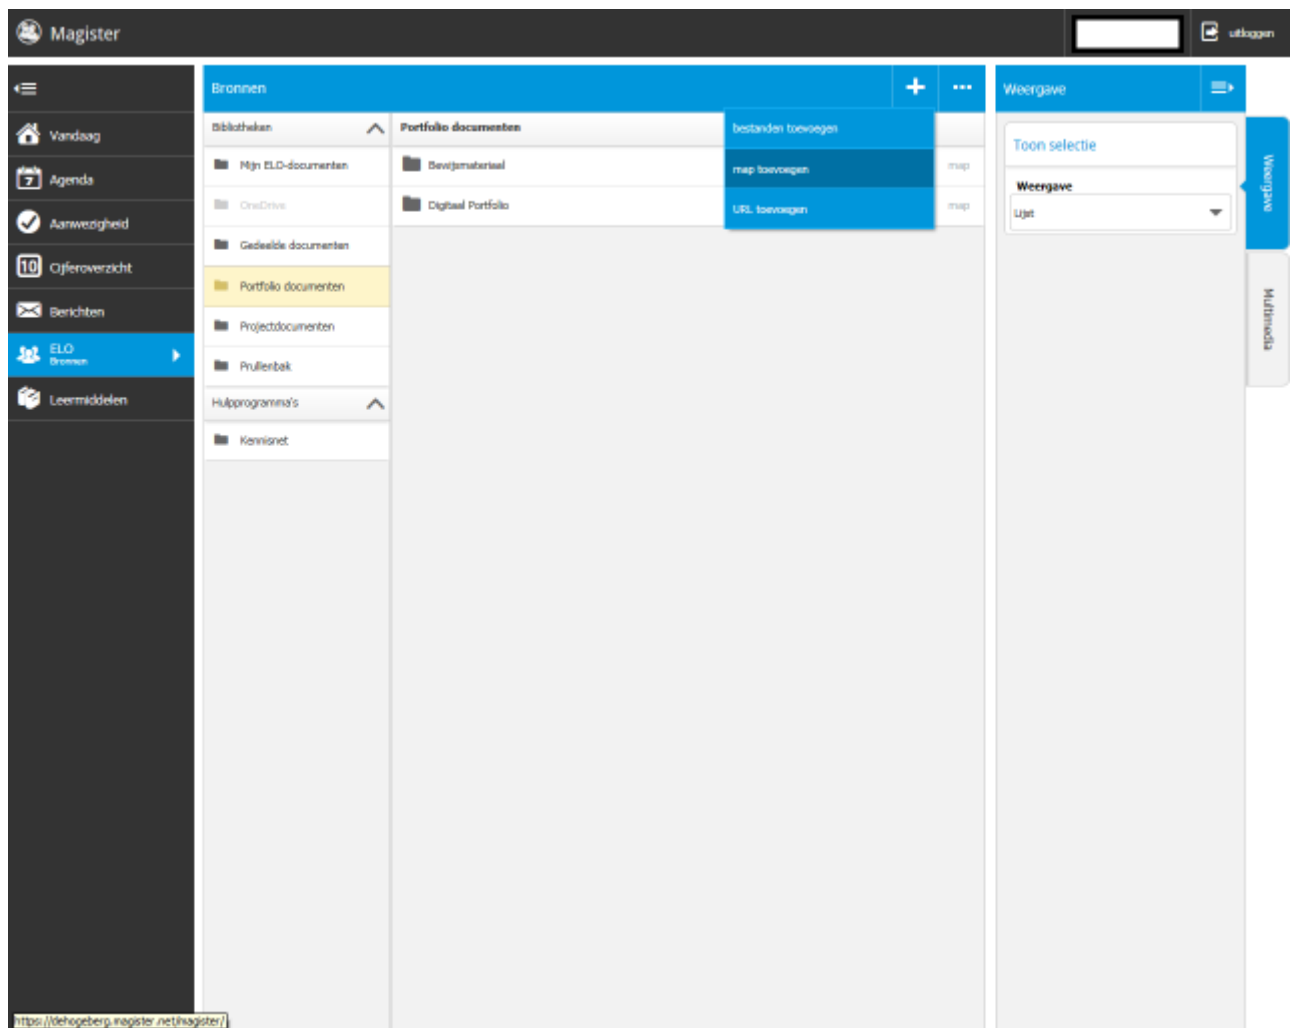 Magister
uitloggen
Vandaag
7
Agenda
Aanwezigheid
10
Cijferoverzicht
Berichten
ELO
Bronnen
Leermiddelen
Bronnen
Bibliotheken
Mijn ELO-documenten
OneDrive
Gedeelde documenten
Portfolio documenten
Projectdocumenten
Prullenbak
Hulpprogramma's
Kennisnet
Portfolio documenten
Bewijsmateriaal
map
Digitaal Portfolio
map
bestanden toevoegen
map toevoegen
URL toevoegen
Weergave
Toon selectie
Weergave
Lijst
Weergave
Multimedia
https://dehogeberg.magister.net/magister/